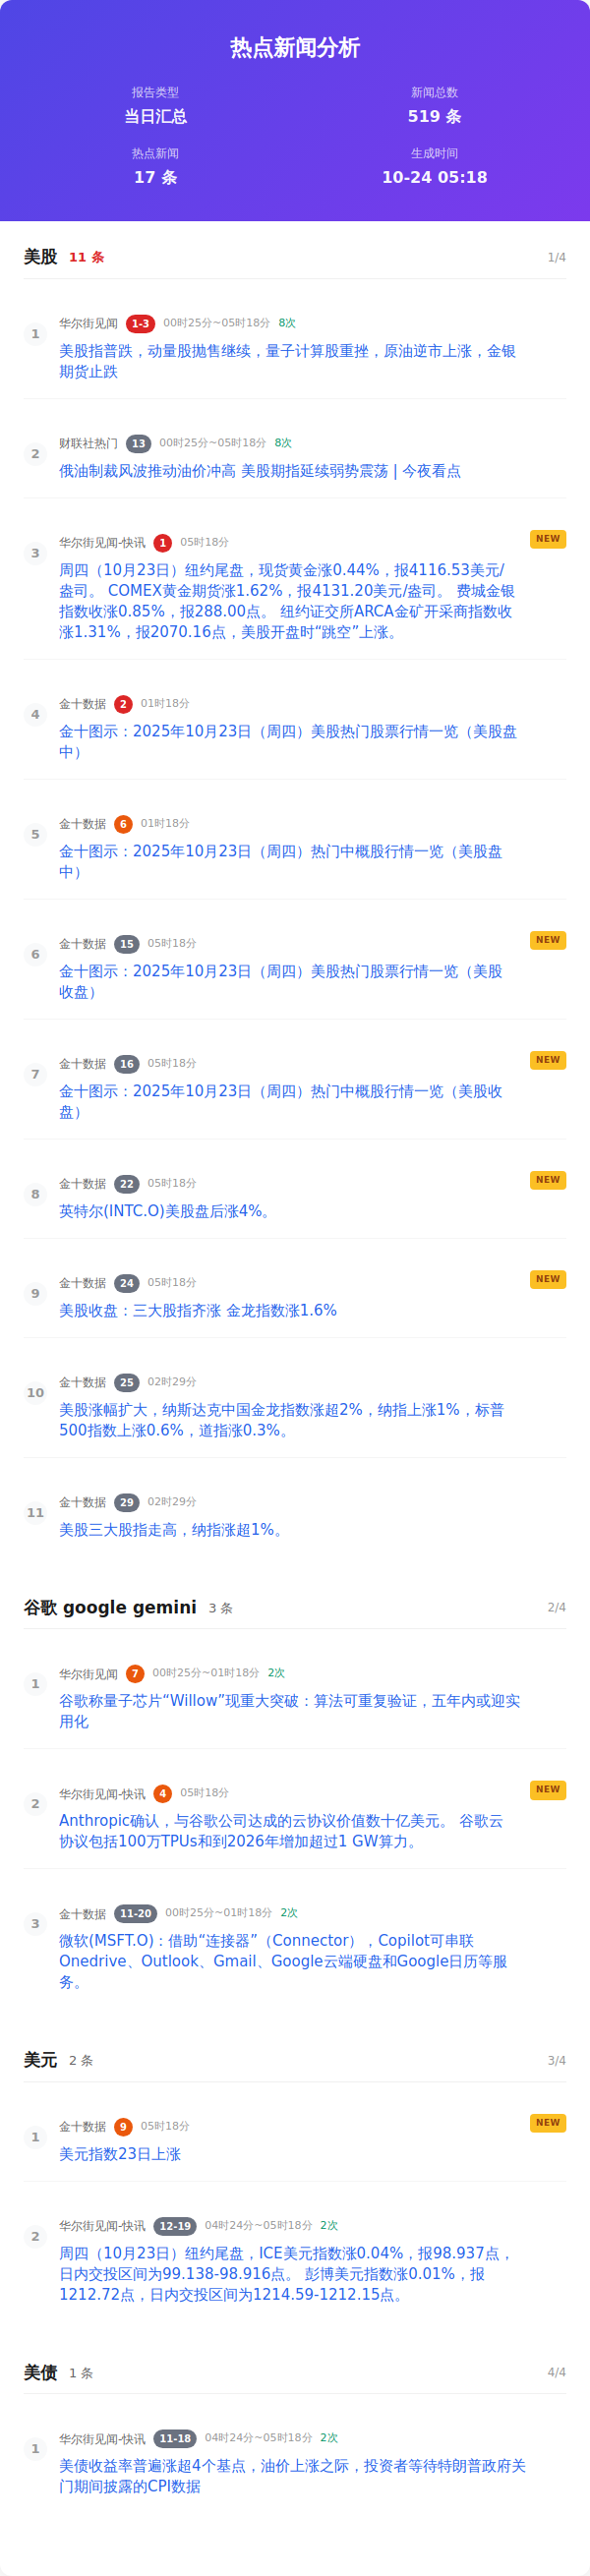 热点新闻分析
报告类型
当日汇总
新闻总数
519 条
热点新闻
17 条
生成时间
10-24 05:18
美股 11 条 1/4
1
华尔街见闻 1-3 00时25分~05时18分 8次
美股指普跌，动量股抛售继续，量子计算股重挫，原油逆市上涨，金银
期货止跌
2
财联社热门 13 00时25分~05时18分 8次
俄油制裁风波推动油价冲高 美股期指延续弱势震荡 | 今夜看点
3
华尔街见闻-快讯 1 05时18分 NEW
周四（10月23日）纽约尾盘，现货黄金涨0.44%，报4116.53美元/
盎司。 COMEX黄金期货涨1.62%，报4131.20美元/盎司。 费城金银
指数收涨0.85%，报288.00点。 纽约证交所ARCA金矿开采商指数收
涨1.31%，报2070.16点，美股开盘时“跳空”上涨。
4
金十数据 2 01时18分
金十图示：2025年10月23日（周四）美股热门股票行情一览（美股盘
中）
5
金十数据 6 01时18分
金十图示：2025年10月23日（周四）热门中概股行情一览（美股盘
中）
6
金十数据 15 05时18分 NEW
金十图示：2025年10月23日（周四）美股热门股票行情一览（美股
收盘）
7
金十数据 16 05时18分 NEW
金十图示：2025年10月23日（周四）热门中概股行情一览（美股收
盘）
8
金十数据 22 05时18分 NEW
英特尔(INTC.O)美股盘后涨4%。
9
金十数据 24 05时18分 NEW
美股收盘：三大股指齐涨 金龙指数涨1.6%
10
金十数据 25 02时29分
美股涨幅扩大，纳斯达克中国金龙指数涨超2%，纳指上涨1%，标普
500指数上涨0.6%，道指涨0.3%。
11
金十数据 29 02时29分
美股三大股指走高，纳指涨超1%。
谷歌 google gemini 3 条 2/4
1
华尔街见闻 7 00时25分~01时18分 2次
谷歌称量子芯片“Willow”现重大突破：算法可重复验证，五年内或迎实
用化
2
华尔街见闻-快讯 4 05时18分 NEW
Anthropic确认，与谷歌公司达成的云协议价值数十亿美元。 谷歌云
协议包括100万TPUs和到2026年增加超过1 GW算力。
3
金十数据 11-20 00时25分~01时18分 2次
微软(MSFT.O)：借助“连接器”（Connector），Copilot可串联
Onedrive、Outlook、Gmail、Google云端硬盘和Google日历等服
务。
美元 2 条 3/4
1
金十数据 9 05时18分 NEW
美元指数23日上涨
2
华尔街见闻-快讯 12-19 04时24分~05时18分 2次
周四（10月23日）纽约尾盘，ICE美元指数涨0.04%，报98.937点，
日内交投区间为99.138-98.916点。 彭博美元指数涨0.01%，报
1212.72点，日内交投区间为1214.59-1212.15点。
美债 1 条 4/4
1
华尔街见闻-快讯 11-18 04时24分~05时18分 2次
美债收益率普遍涨超4个基点，油价上涨之际，投资者等待特朗普政府关
门期间披露的CPI数据